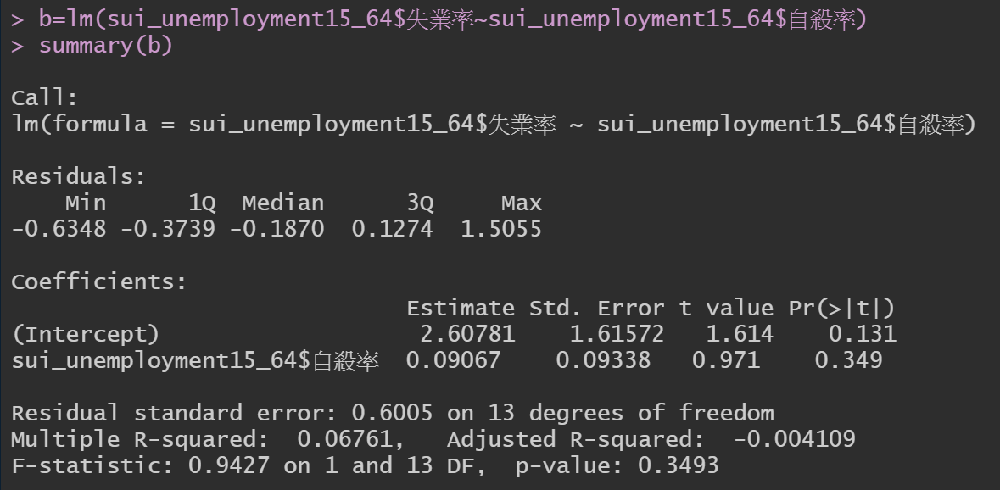 > b=lm(sui_unemployment15_64$失業率~sui_unemployment15_64$自殺率)
> summary(b)
Call:
lm(formula = sui_unemployment15_64$失業率 ~ sui_unemployment15_64$自殺率)
Residuals:
    Min      1Q  Median      3Q     Max
-0.6348 -0.3739 -0.1870  0.1274  1.5055
Coefficients:
                             Estimate Std. Error t value Pr(>|t|)
(Intercept)                   2.60781    1.61572   1.614    0.131
sui_unemployment15_64$自殺率  0.09067    0.09338   0.971    0.349
Residual standard error: 0.6005 on 13 degrees of freedom
Multiple R-squared:  0.06761,   Adjusted R-squared:  -0.004109
F-statistic: 0.9427 on 1 and 13 DF,  p-value: 0.3493